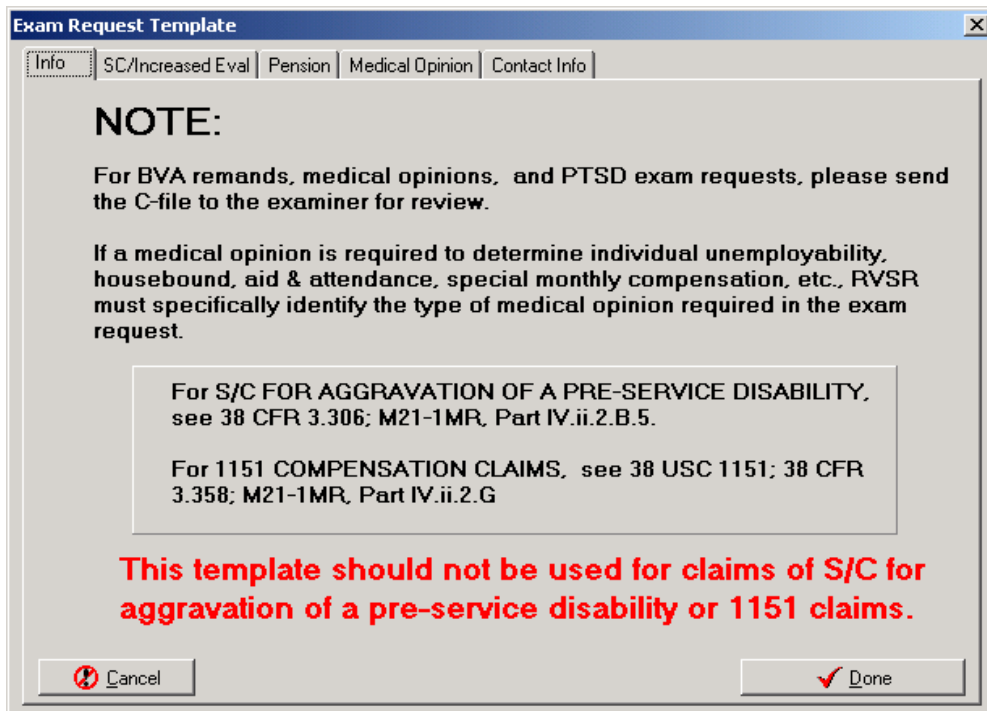 Exam Request Template
Info SC/Increased Eval Pension Medical Opinion Contact Info
NOTE:
For BVA remands, medical opinions,  and PTSD exam requests, please send
the C-file to the examiner for review.
If a medical opinion is required to determine individual unemployability,
housebound, aid & attendance, special monthly compensation, etc., RVSR
must specifically identify the type of medical opinion required in the exam
request.
For S/C FOR AGGRAVATION OF A PRE-SERVICE DISABILITY,
see 38 CFR 3.306; M21-1MR, Part IV.ii.2.B.5.
For 1151 COMPENSATION CLAIMS,  see 38 USC 1151; 38 CFR
3.358; M21-1MR, Part IV.ii.2.G
This template should not be used for claims of S/C for
aggravation of a pre-service disability or 1151 claims.
Cancel Done